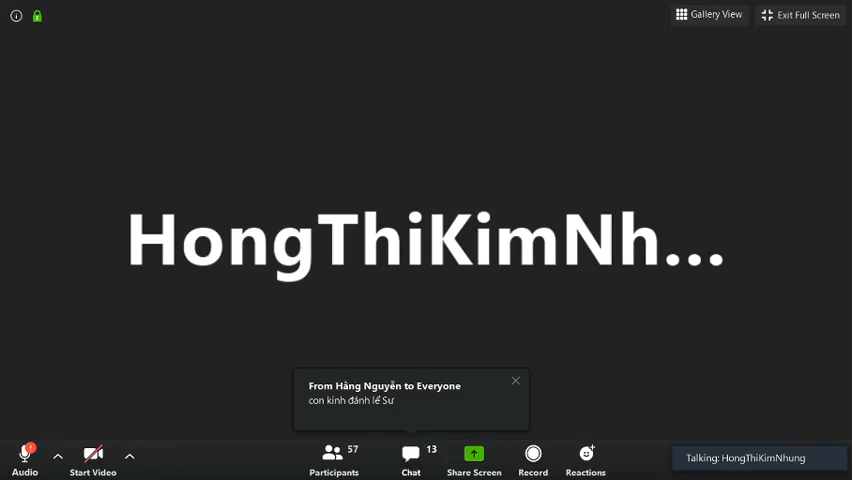 Gallery View
Exit Full Screen
HongThiKimNh...
From Hằng Nguyễn to Everyone
con kính đảnh lể Sư
57
13
Audio
Start Video
Participants
Chat
Share Screen
Record
Reactions
Talking: HongThiKimNhung